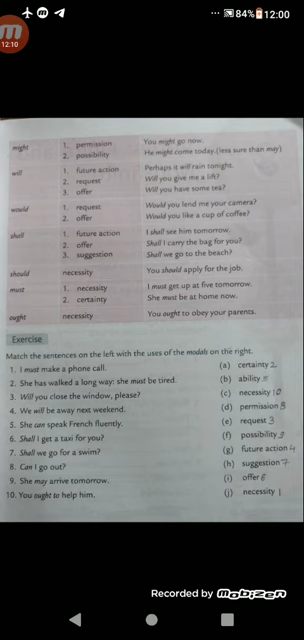 84% 12:00
12:10
might 1. permission You might go now.
2. possibility He might come today.(less sure than may)
will 1. future action Perhaps it will rain tonight.
2. request Will you give me a lift?
3. offer Will you have some tea?
would 1. request Would you lend me your camera?
2. offer Would you like a cup of coffee?
shall 1. future action I shall see him tomorrow.
2. offer Shall I carry the bag for you?
3. suggestion Shall we go to the beach?
should necessity You should apply for the job.
must 1. necessity I must get up at five tomorrow.
2. certainty She must be at home now.
ought necessity You ought to obey your parents.
Exercise
Match the sentences on the left with the uses of the modals on the right.
1. I must make a phone call. (a) certainty 2
2. She has walked a long way: she must be tired. (b) ability
3. Will you close the window, please? (c) necessity 10
4. We will be away next weekend. (d) permission 8
5. She can speak French fluently. (e) request 3
6. Shall I get a taxi for you? (f) possibility 9
7. Shall we go for a swim? (g) future action 4
8. Can I go out? (h) suggestion 7
9. She may arrive tomorrow. (i) offer 6
10. You ought to help him. (j) necessity 1
Recorded by mobizen